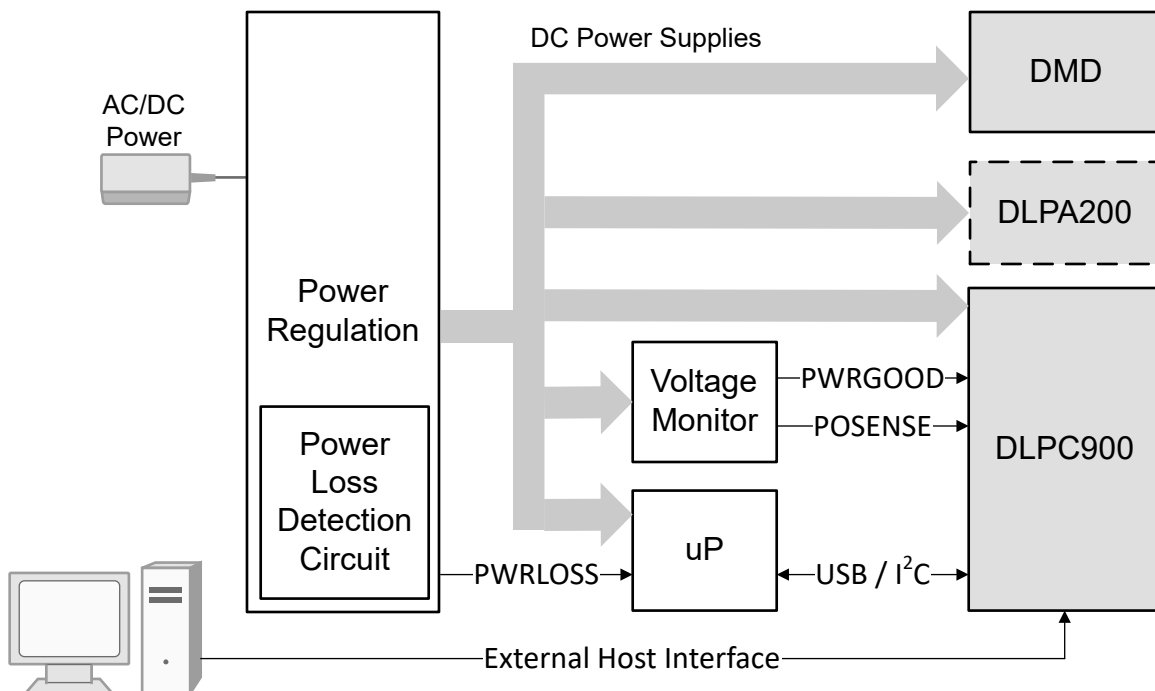 DC Power Supplies
DMD
AC/DC
Power
DLPA200
Power
Regulation
Voltage
Monitor
PWRGOOD
POSENSE
DLPC900
Power
Loss
Detection
Circuit
uP
PWRLOSS
USB / I²C
External Host Interface